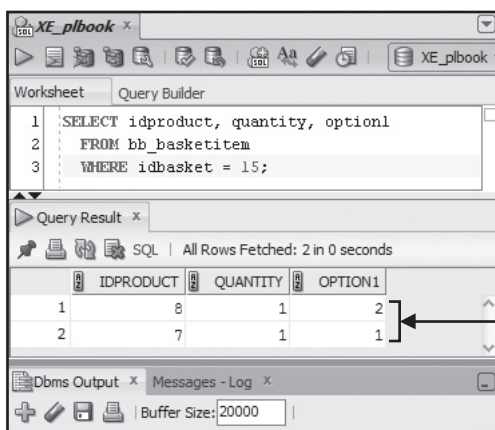 XE_plbook x
XE_plbook
Worksheet Query Builder
1 SELECT idproduct, quantity, option1
2 FROM bb_basketitem
3 WHERE idbasket = 15;
Query Result x
SQL | All Rows Fetched: 2 in 0 seconds
IDPRODUCT QUANTITY OPTION1
1 8 1 2
2 7 1 1
Dbms Output x Messages - Log x
Buffer Size: 20000